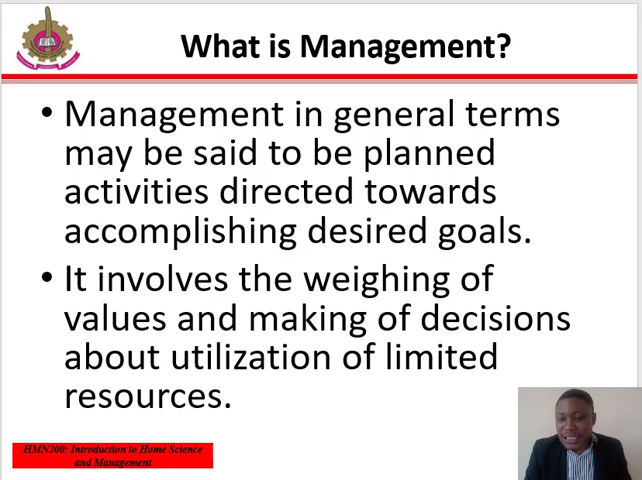 What is Management?
• Management in general terms
may be said to be planned
activities directed towards
accomplishing desired goals.
• It involves the weighing of
values and making of decisions
about utilization of limited
resources.
HMN200: Introduction to Home Science
and Management